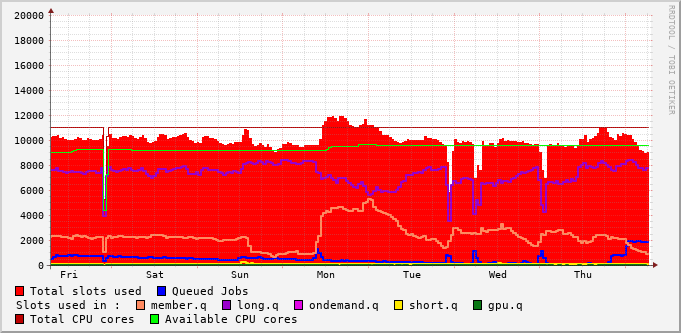 20000
18000
16000
14000
12000
10000
8000
6000
4000
2000
0
Fri Sat Sun Mon Tue Wed Thu
Total slots used Queued Jobs
Slots used in : member.q long.q ondemand.q short.q gpu.q
Total CPU cores Available CPU cores
RRDTOOL / TOBI OETIKER